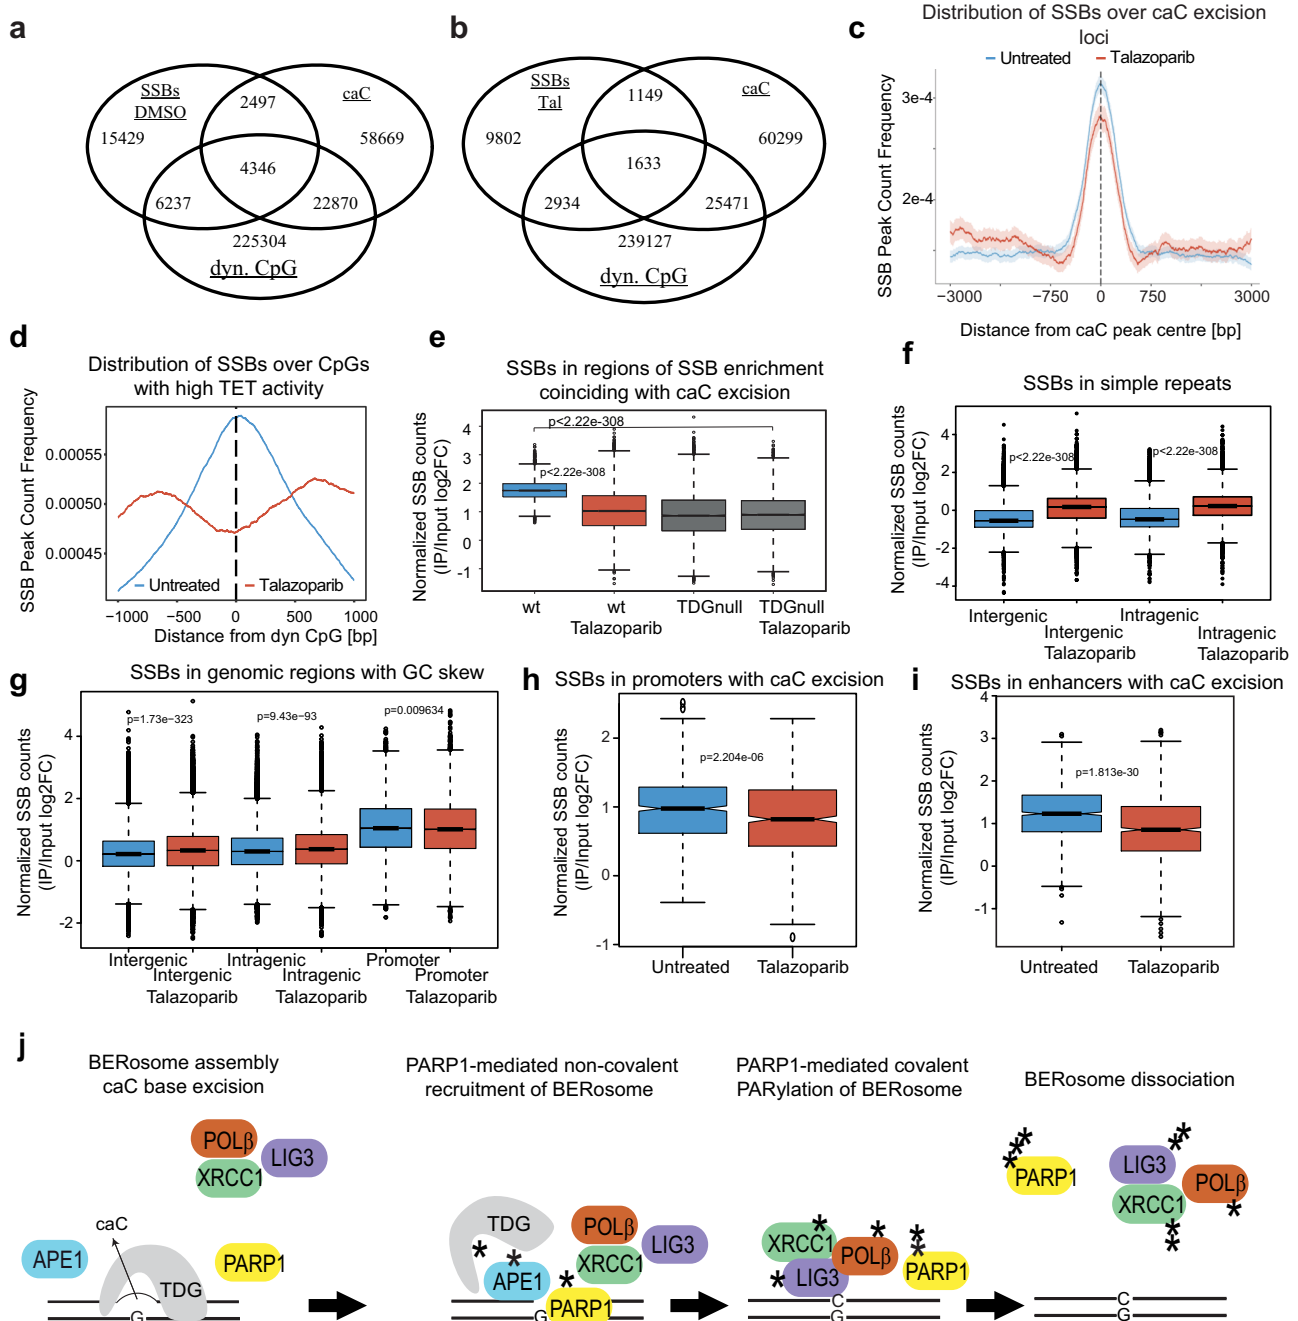 a
SSBs
DMSO
2497
caC
15429
58669
4346
6237
22870
225304
dyn. CpG
b
SSBs
Tal
1149
caC
9802
60299
1633
2934
25471
239127
dyn. CpG
c
Distribution of SSBs over caC excision
loci
Untreated
Talazoparib
SSB Peak Count Frequency
3e-4
2e-4
−3000
−750
0
750
3000
Distance from caC peak centre [bp]
d
Distribution of SSBs over CpGs
with high TET activity
SSB Peak Count Frequency
0.00055
0.00050
0.00045
Untreated
Talazoparib
−1000
−500
0
500
1000
Distance from dyn CpG [bp]
e
SSBs in regions of SSB enrichment
coinciding with caC excision
Normalized SSB counts
(IP/Input log2FC)
4
3
2
1
0
-1
p<2.22e-308
p<2.22e-308
wt
wt
Talazoparib
TDGnull
TDGnull
Talazoparib
f
SSBs in simple repeats
Normalized SSB counts
(IP/Input log2FC)
4
2
0
-2
-4
p<2.22e-308
p<2.22e-308
Intergenic
Intergenic
Talazoparib
Intragenic
Intragenic
Talazoparib
g
SSBs in genomic regions with GC skew
Normalized SSB counts
(IP/Input log2FC)
4
2
0
-2
p=1.73e−323
p=9.43e−93
p=0.009634
Intergenic
Intergenic
Talazoparib
Intragenic
Intragenic
Talazoparib
Promoter
Promoter
Talazoparib
h
SSBs in promoters with caC excision
Normalized SSB counts
(IP/Input log2FC)
2
1
0
-1
p=2.204e-06
Untreated
Talazoparib
i
SSBs in enhancers with caC excision
Normalized SSB counts
(IP/Input log2FC)
4
3
2
1
0
-1
p=1.813e-30
Untreated
Talazoparib
j
BERosome assembly
caC base excision
POLβ
LIG3
XRCC1
caC
APE1
TDG
PARP1
G
PARP1-mediated non-covalent
recruitment of BERosome
TDG
*
*
APE1
*
POLβ
XRCC1
LIG3
PARP1
G
PARP1-mediated covalent
PARylation of BERosome
*
*
*
*
XRCC1
POLβ
PARP1
*
LIG3
C
G
BERosome dissociation
*
*
*
PARP1
*
*
LIG3
XRCC1
POLβ
*
*
*
C
G